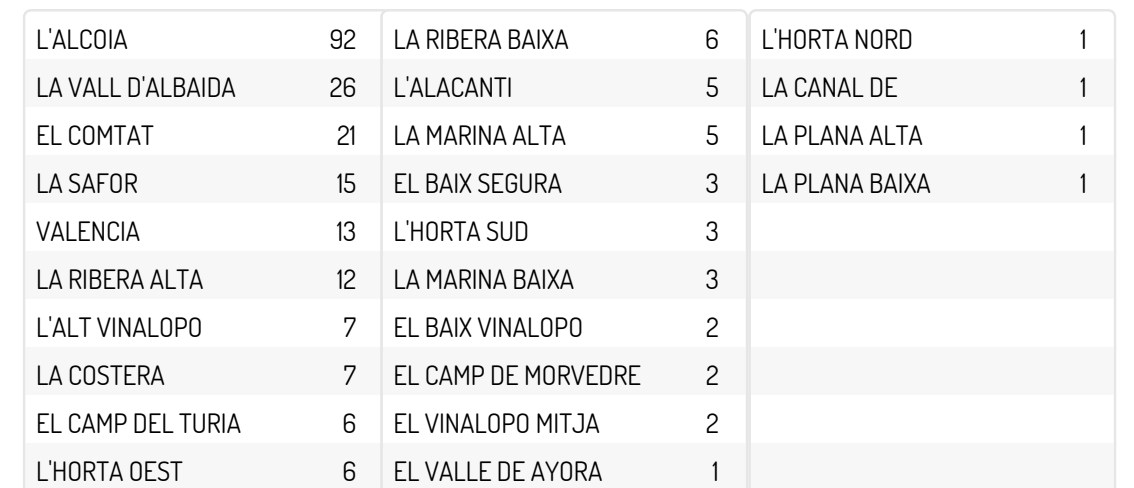 L'ALCOIA 92
LA VALL D'ALBAIDA 26
EL COMTAT 21
LA SAFOR 15
VALENCIA 13
LA RIBERA ALTA 12
L'ALT VINALOPO 7
LA COSTERA 7
EL CAMP DEL TURIA 6
L'HORTA OEST 6
LA RIBERA BAIXA 6
L'ALACANTI 5
LA MARINA ALTA 5
EL BAIX SEGURA 3
L'HORTA SUD 3
LA MARINA BAIXA 3
EL BAIX VINALOPO 2
EL CAMP DE MORVEDRE 2
EL VINALOPO MITJA 2
EL VALLE DE AYORA 1
L'HORTA NORD 1
LA CANAL DE 1
LA PLANA ALTA 1
LA PLANA BAIXA 1